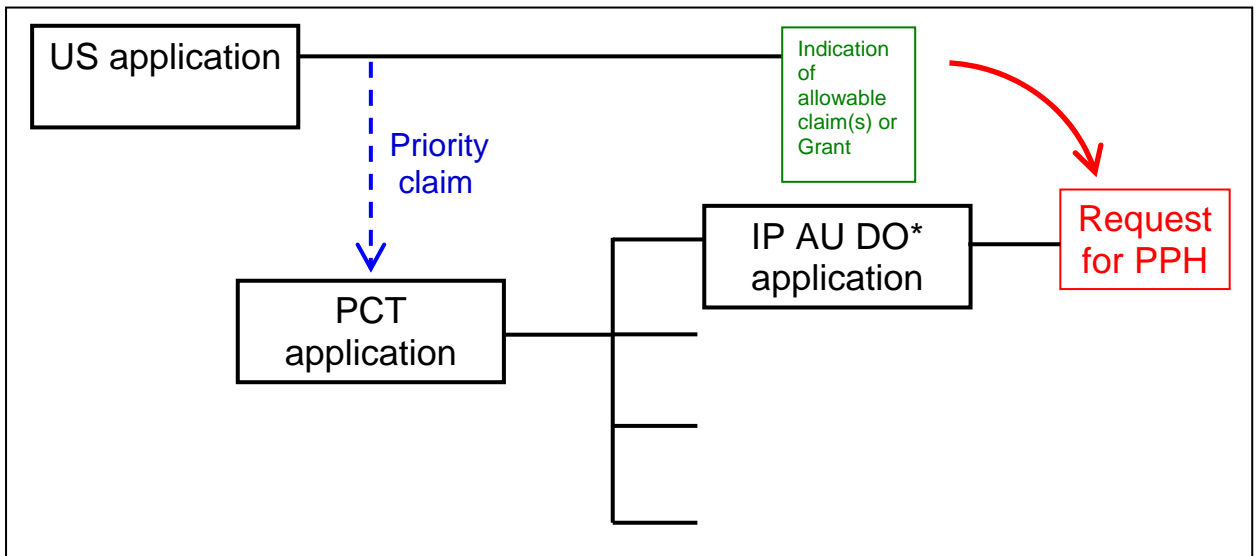 US application
Indication
of
allowable
claim(s) or
Grant
Priority
claim
Request
for PPH
IP AU DO*
application
PCT
application